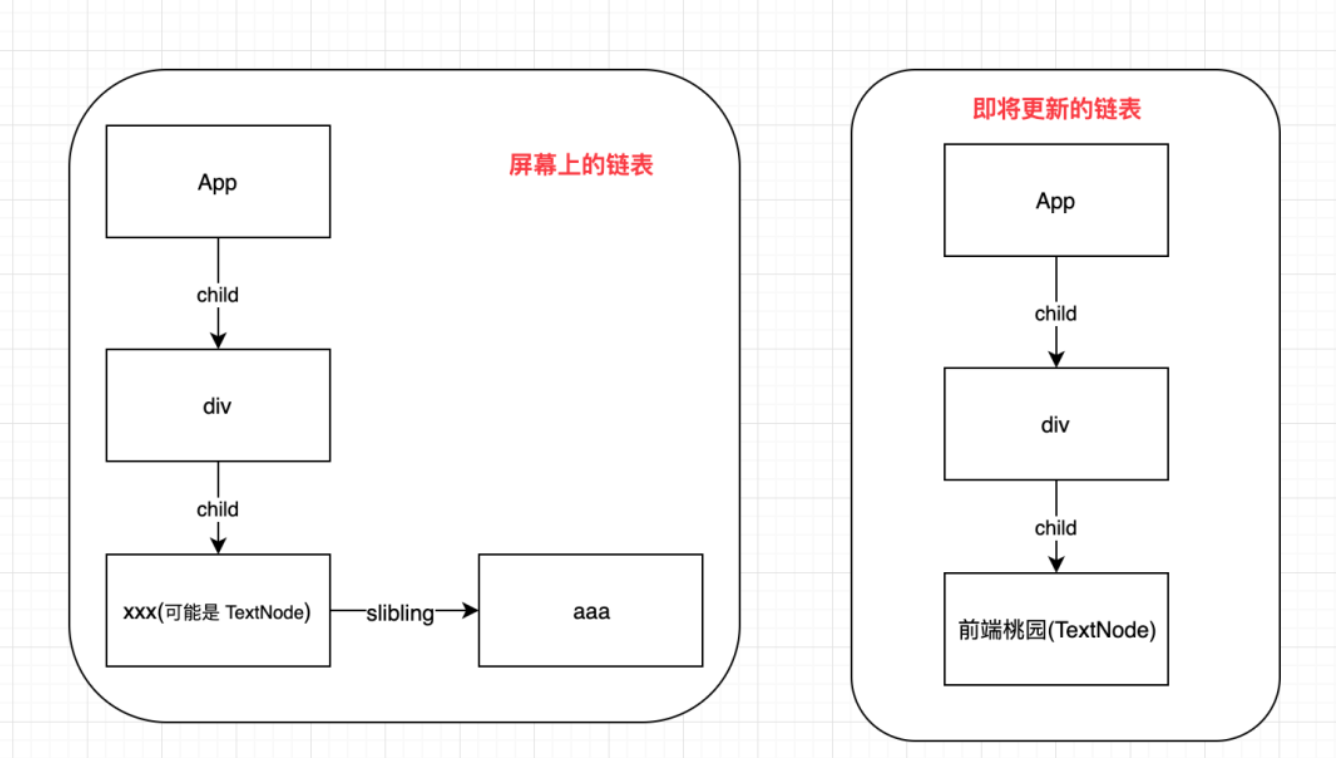 屏幕上的链表
App
child
div
child
xxx(可能是 TextNode)
slibling
aaa
即将更新的链表
App
child
div
child
前端桃园(TextNode)